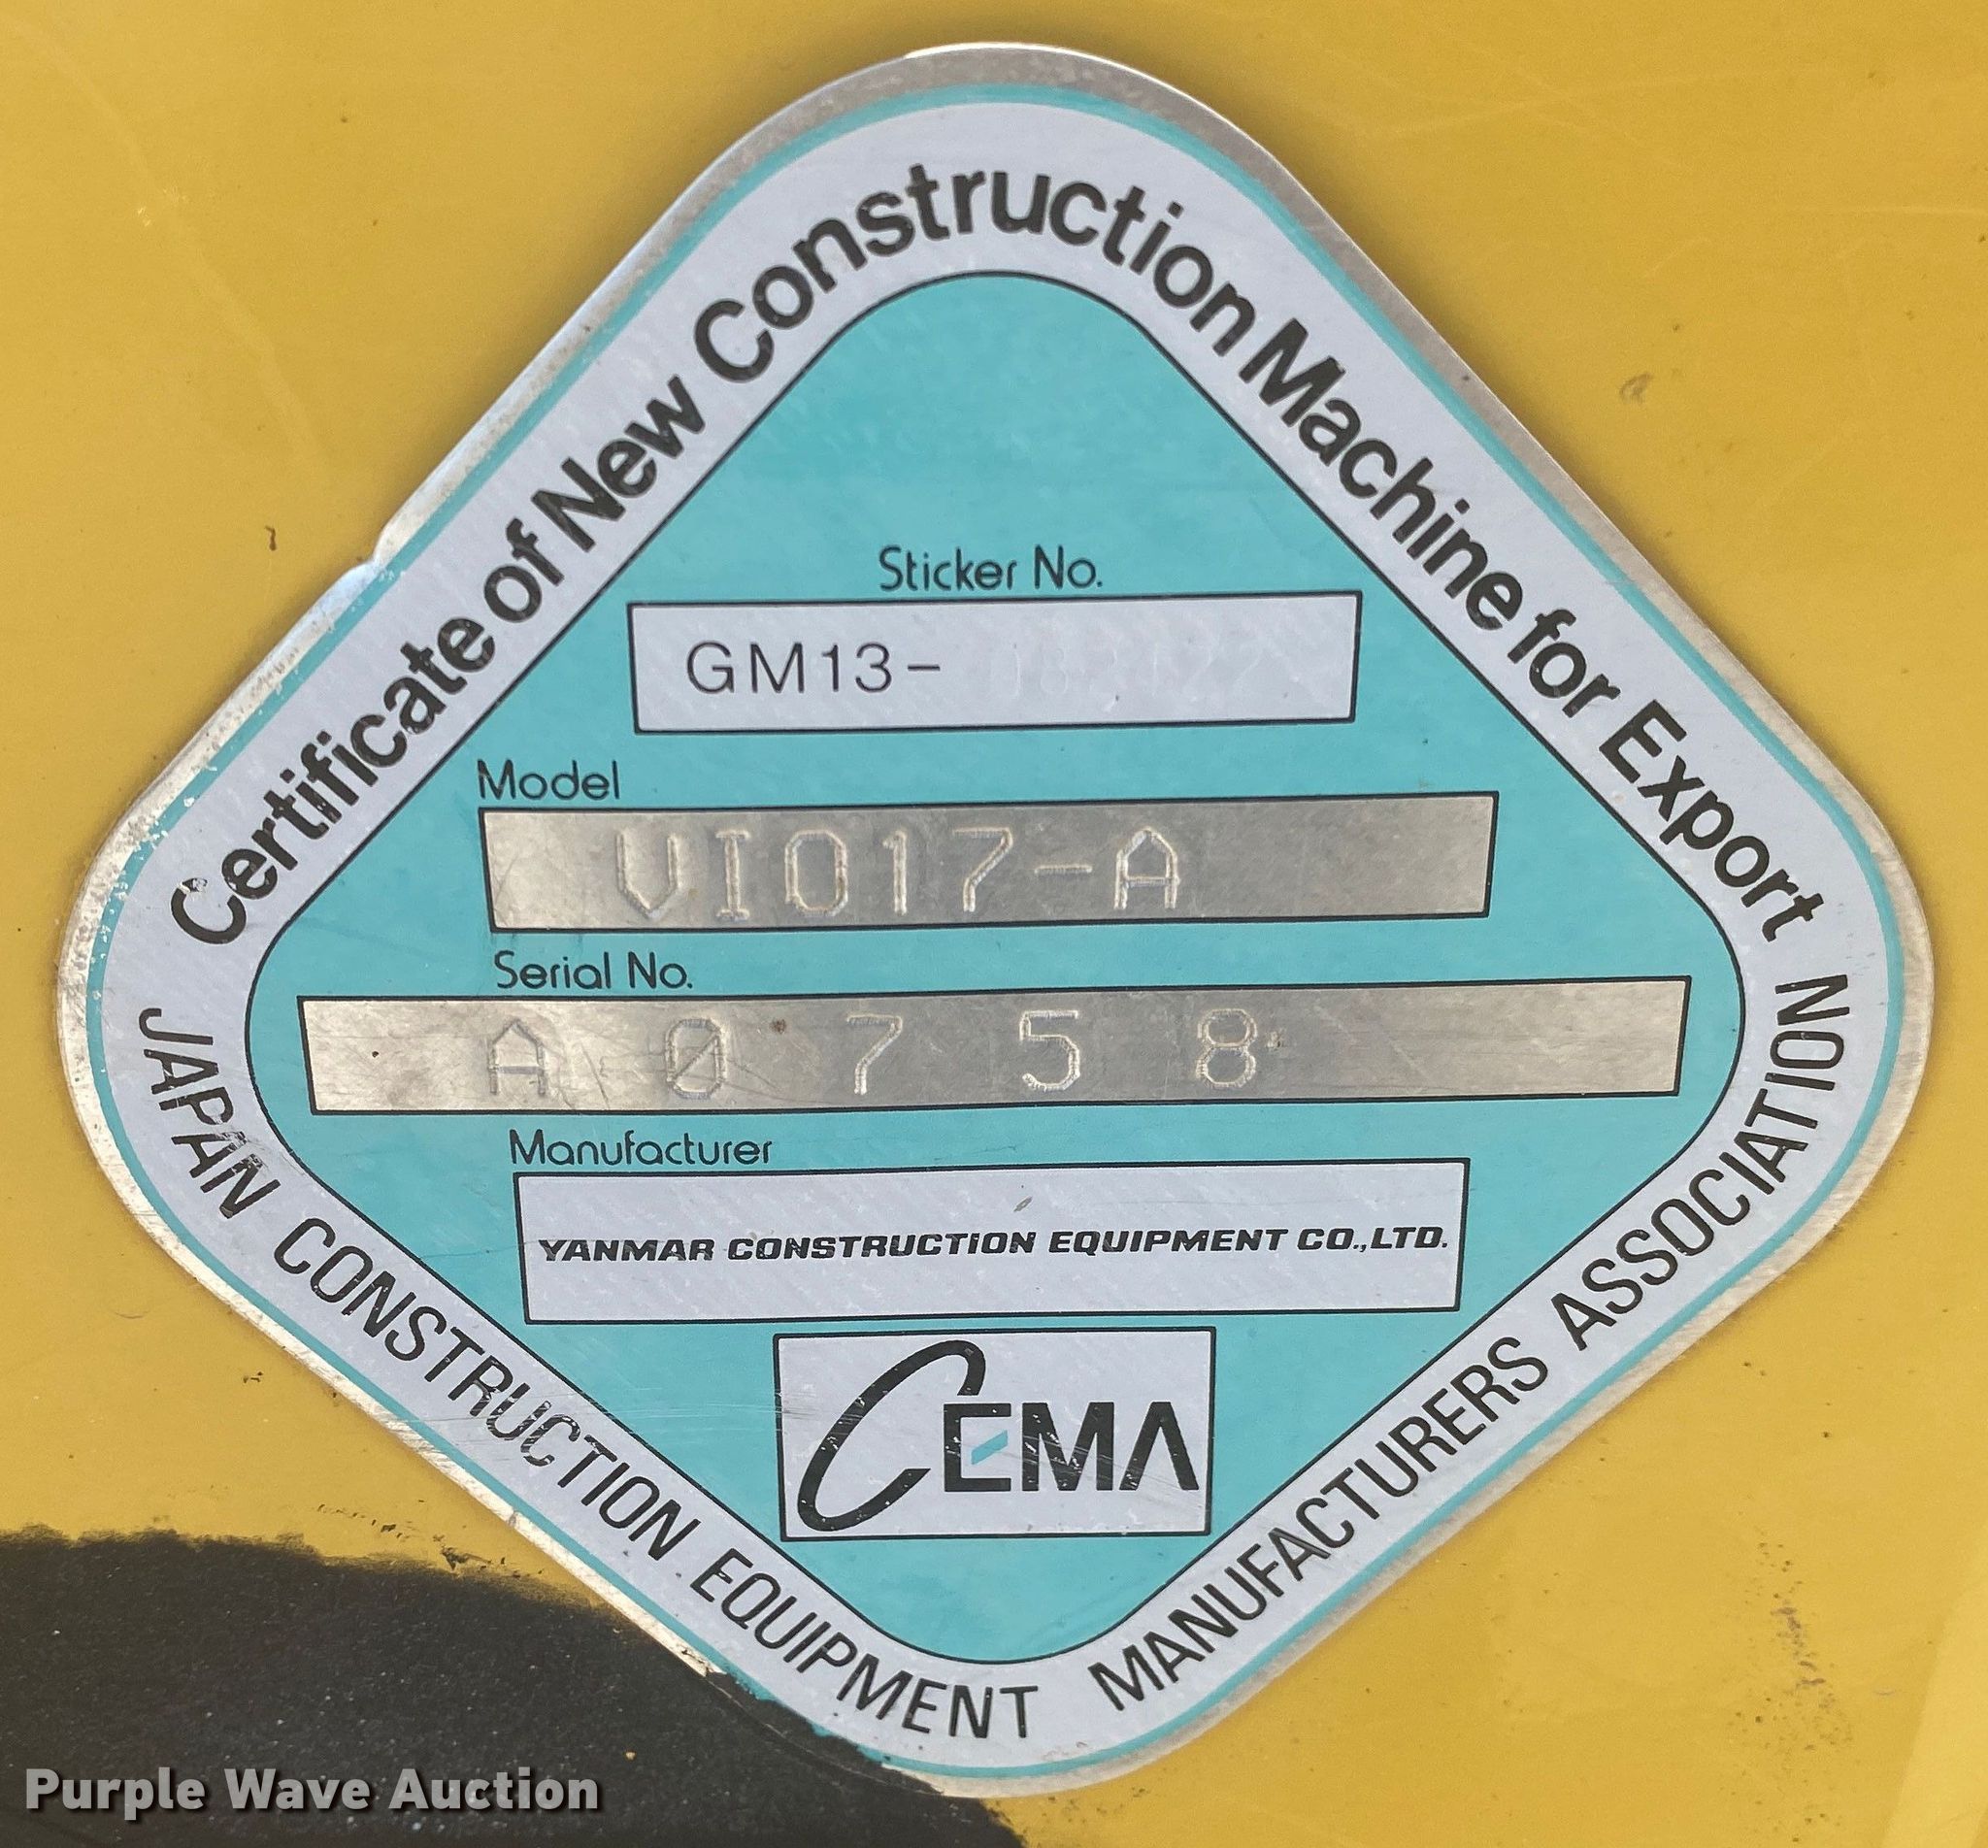 Certificate of New Construction Machine for Export
Sticker No.
GM13-
Model
VIO17-A
Serial No.
A0758
Manufacturer
YANMAR CONSTRUCTION EQUIPMENT CO.,LTD.
CEMA
JAPAN CONSTRUCTION EQUIPMENT MANUFACTURERS ASSOCIATION
Purple Wave Auction